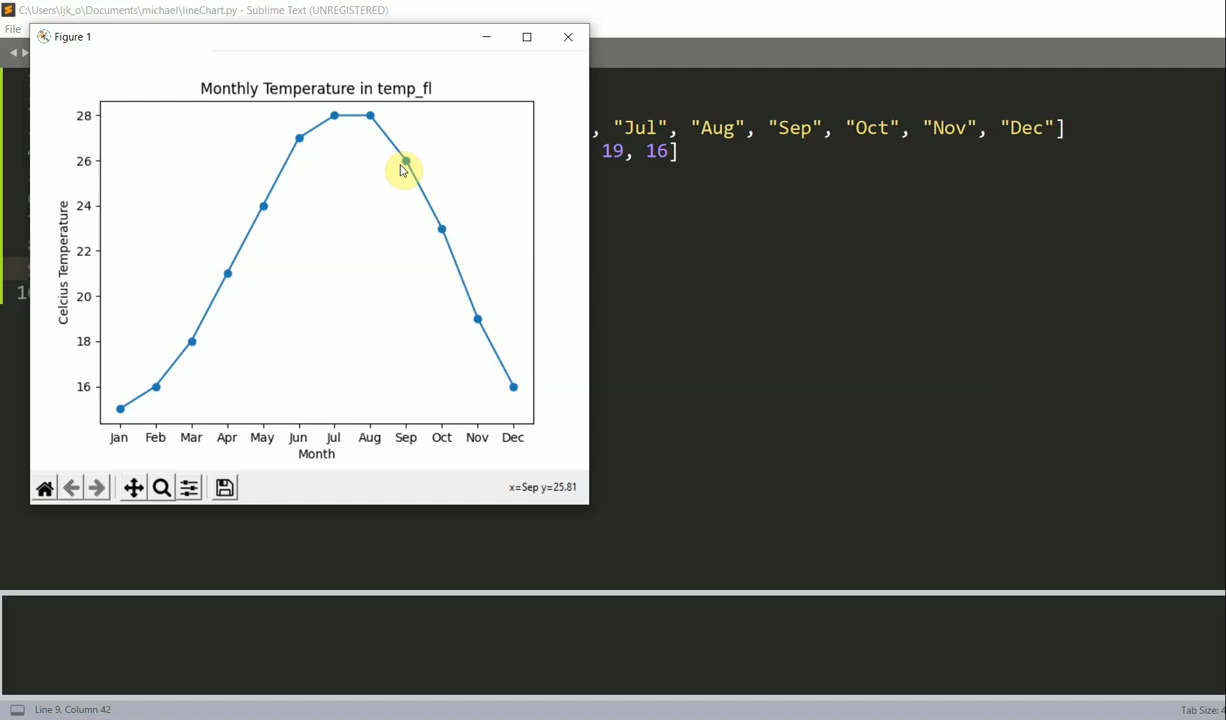 C:\Users\ljk_o\Documents\michael\lineChart.py - Sublime Text (UNREGISTERED)
File
Figure 1
Monthly Temperature in temp_fl
, "Jul", "Aug", "Sep", "Oct", "Nov", "Dec"]
19, 16]
28
26
24
22
20
18
16
Celcius Temperature
Jan Feb Mar Apr May Jun Jul Aug Sep Oct Nov Dec
Month
x=Sep y=25.81
Line 9, Column 42
Tab Size: 4